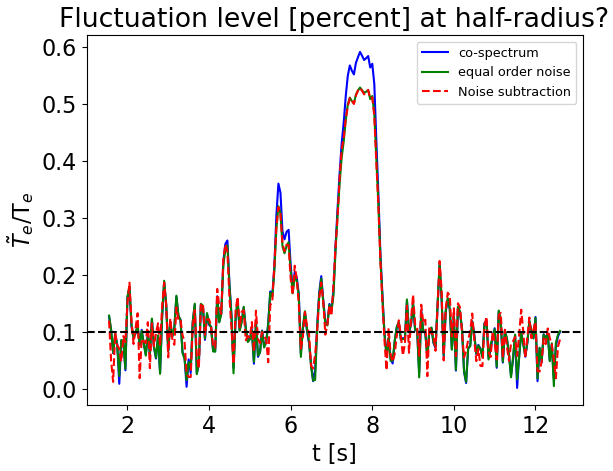 Fluctuation level [percent] at half-radius?
co-spectrum
equal order noise
Noise subtraction
0.6
0.5
0.4
0.3
0.2
0.1
0.0
T̃ₑ/Tₑ
2 4 6 8 10 12
t [s]